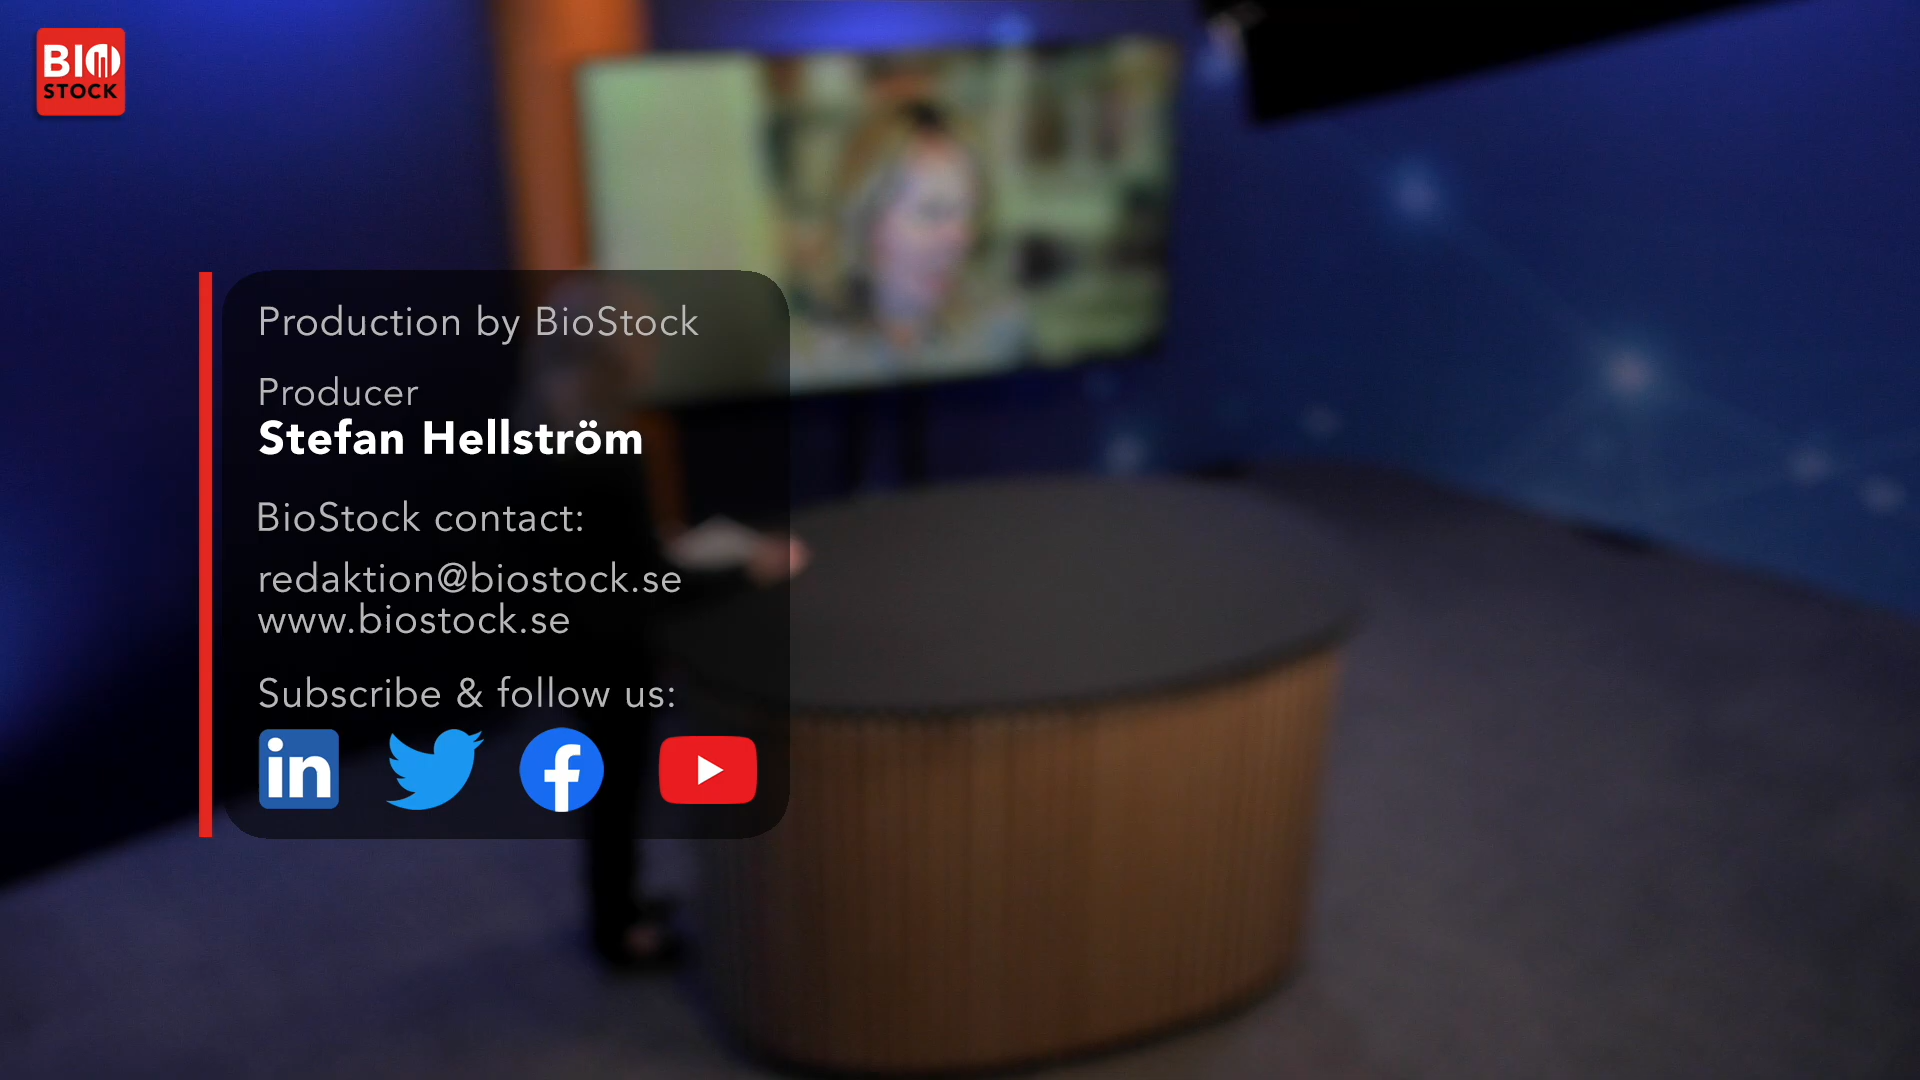 BIO
STOCK
Production by BioStock
Producer
Stefan Hellström
BioStock contact:
redaktion@biostock.se
www.biostock.se
Subscribe & follow us:
in
f